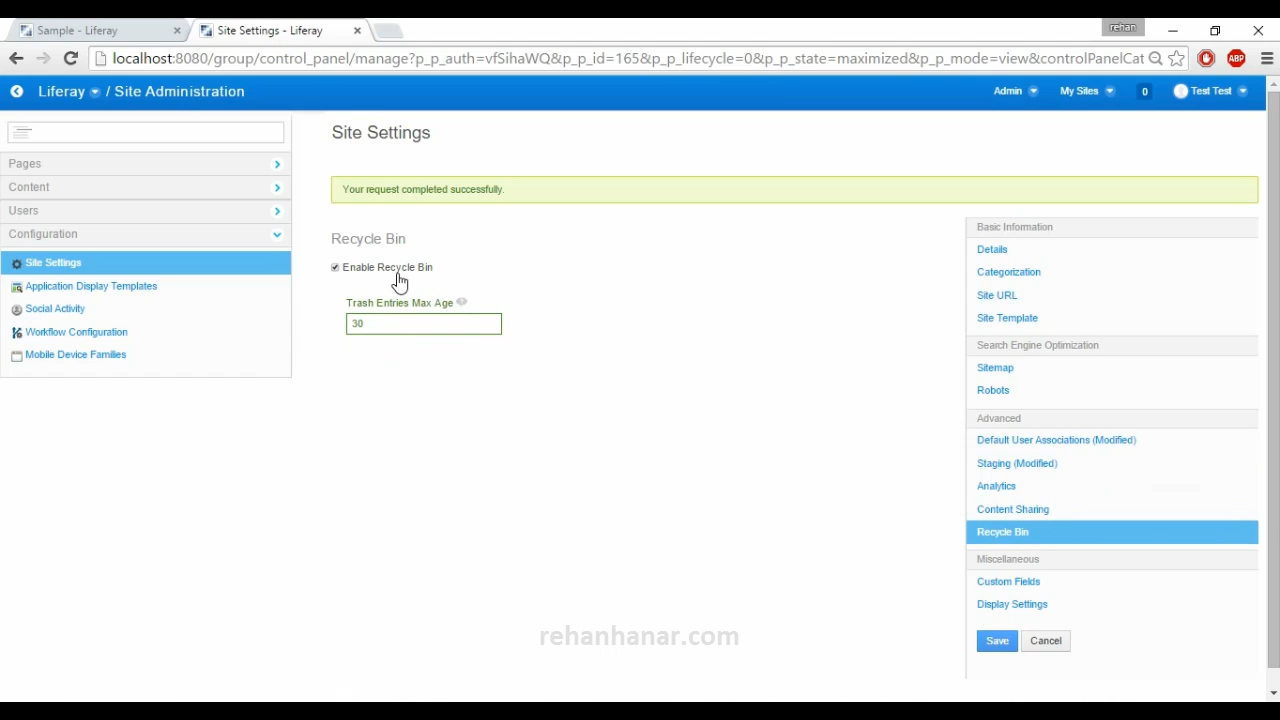 Sample - Liferay
Site Settings - Liferay
rehan
localhost:8080/group/control_panel/manage?p_p_auth=vfSihaWQ&p_p_id=165&p_p_lifecycle=0&p_p_state=maximized&p_p_mode=view&controlPanelCat
ABP
Liferay / Site Administration
Admin
My Sites
0
Test Test
Pages
Content
Users
Configuration
Site Settings
Application Display Templates
Social Activity
Workflow Configuration
Mobile Device Families
Site Settings
Your request completed successfully.
Recycle Bin
Enable Recycle Bin
Trash Entries Max Age
30
Basic Information
Details
Categorization
Site URL
Site Template
Search Engine Optimization
Sitemap
Robots
Advanced
Default User Associations (Modified)
Staging (Modified)
Analytics
Content Sharing
Recycle Bin
Miscellaneous
Custom Fields
Display Settings
Save
Cancel
rehanhanar.com